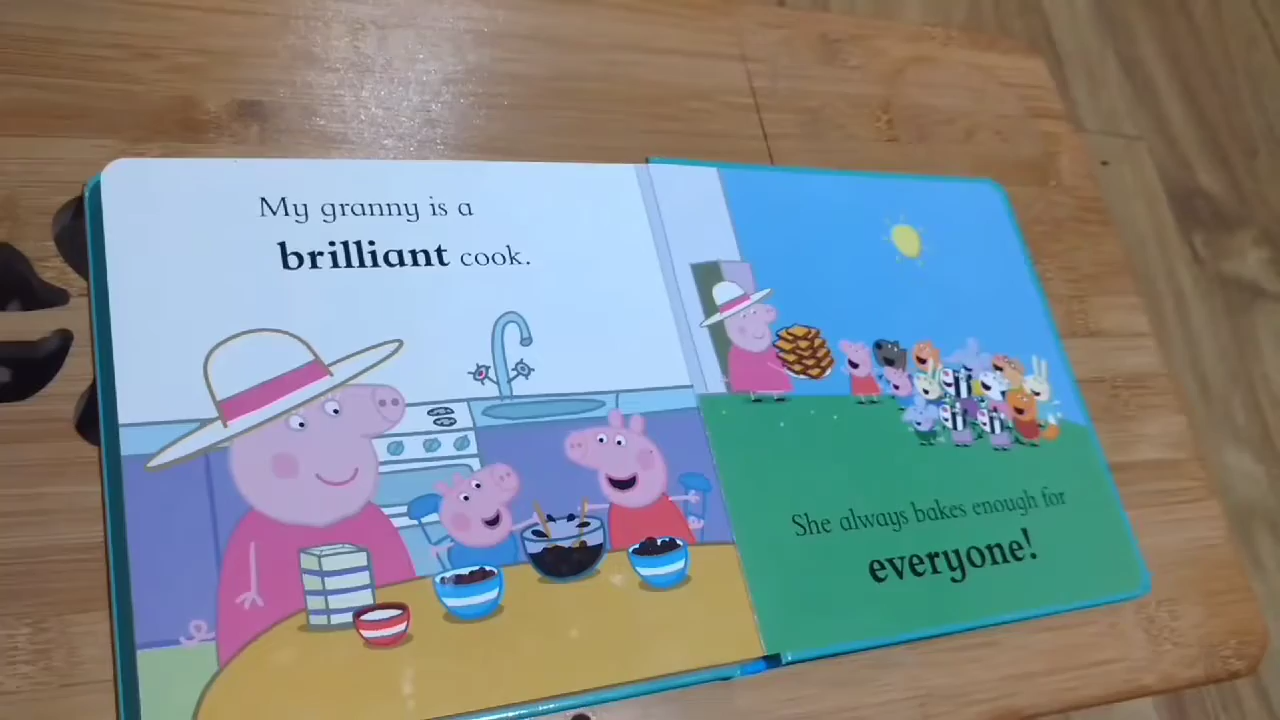 My granny is a
brilliant cook.
She always bakes enough for
everyone!